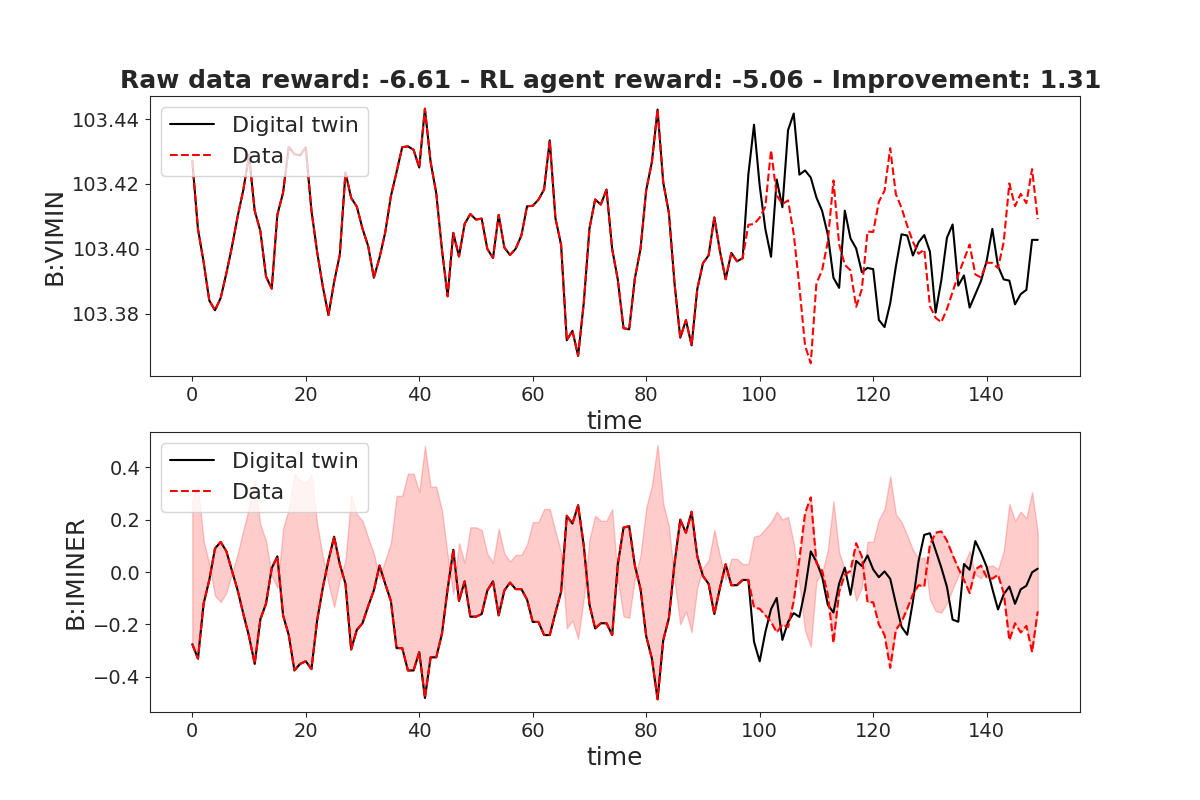 Raw data reward: -6.61 - RL agent reward: -5.06 - Improvement: 1.31
Digital twin
Data
103.44
103.42
103.40
103.38
B:VIMIN
0 20 40 60 80 100 120 140
time
Digital twin
Data
0.4
0.2
0.0
−0.2
−0.4
B:IMINER
0 20 40 60 80 100 120 140
time